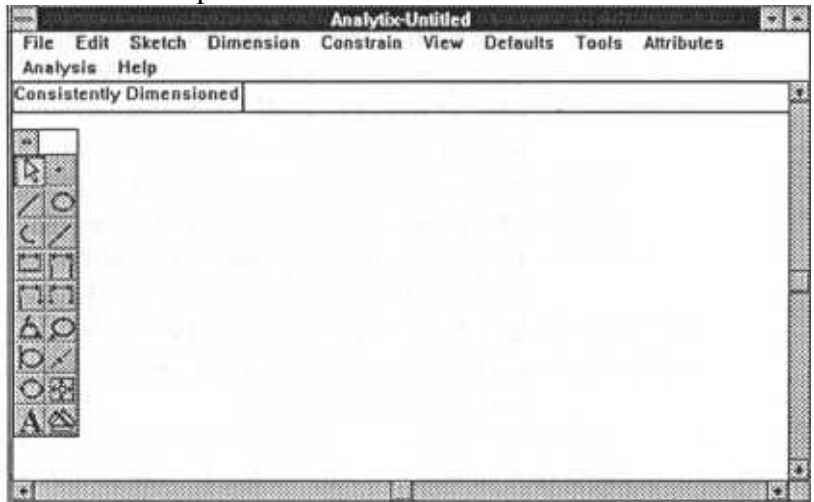 Analytix-Untitled
File Edit Sketch Dimension Constrain View Defaults Tools Attributes
Analysis Help
Consistently Dimensioned
A